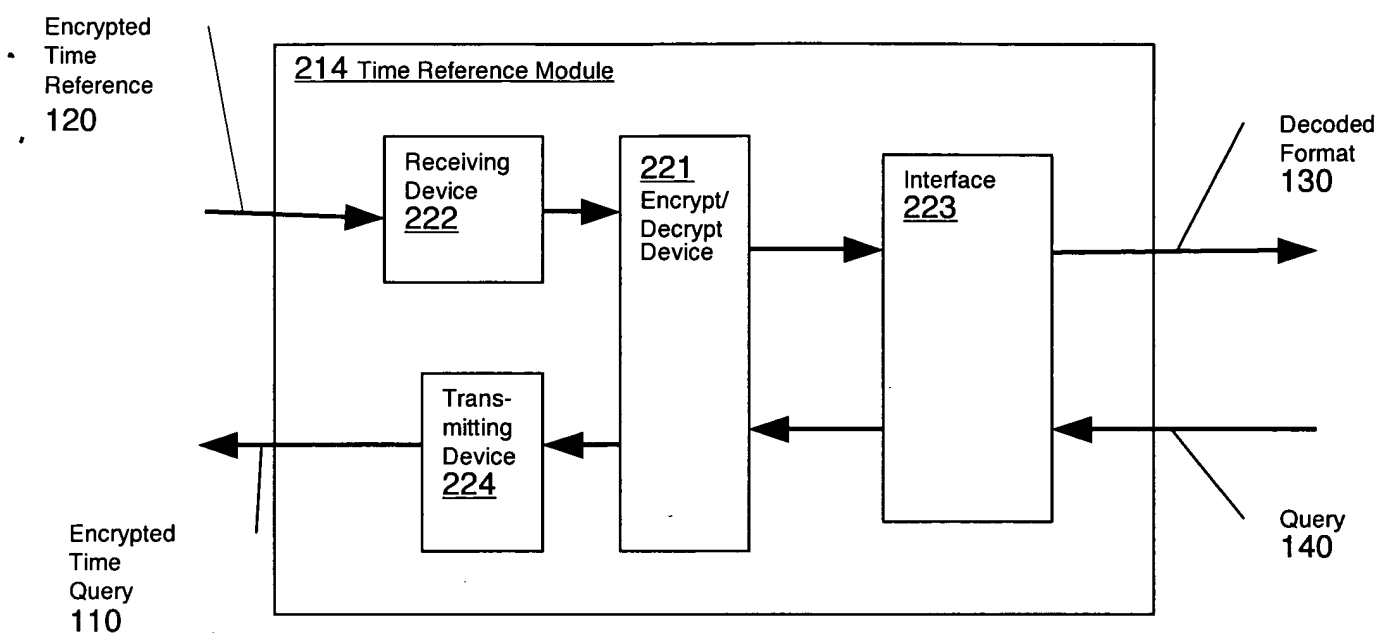 Encrypted
Time
Reference
120
214 Time Reference Module
Receiving
Device
222
221
Encrypt/
Decrypt
Device
Interface
223
Decoded
Format
130
Trans-
mitting
Device
224
Encrypted
Time
Query
110
Query
140